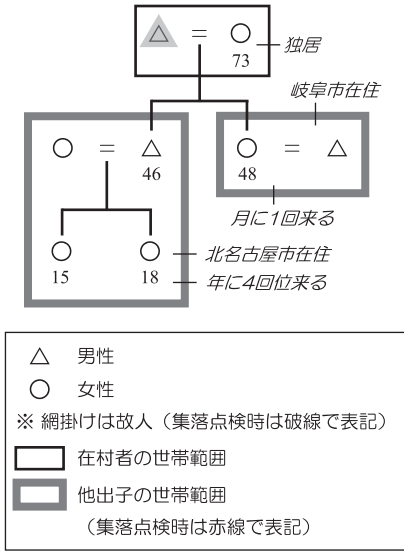 73
独居
岐阜市在住
46
48
月に1回来る
15
18
北名古屋市在住
年に4回位来る
男性
女性
※ 網掛けは故人（集落点検時は破線で表記）
在村者の世帯範囲
他出子の世帯範囲
（集落点検時は赤線で表記）